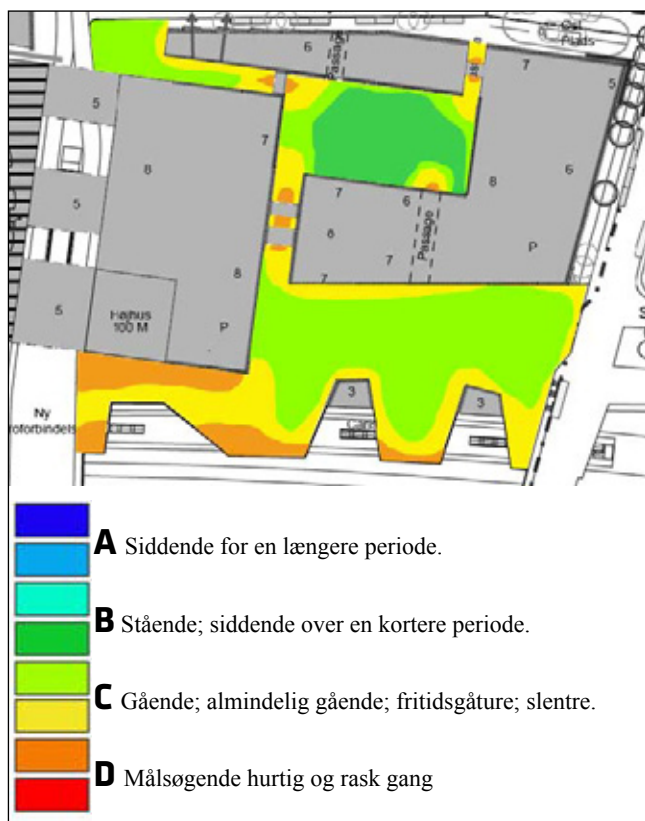 Plads
6
7
Passage
5
5
7
8
6
7
8
6
5
Passage
8
P
7
8
7
5
Højhus
100 M
P
3
3
Ny
A Siddende for en længere periode.
B Stående; siddende over en kortere periode.
C Gående; almindelig gående; fritidsgåture; slentre.
D Målsøgende hurtig og rask gang